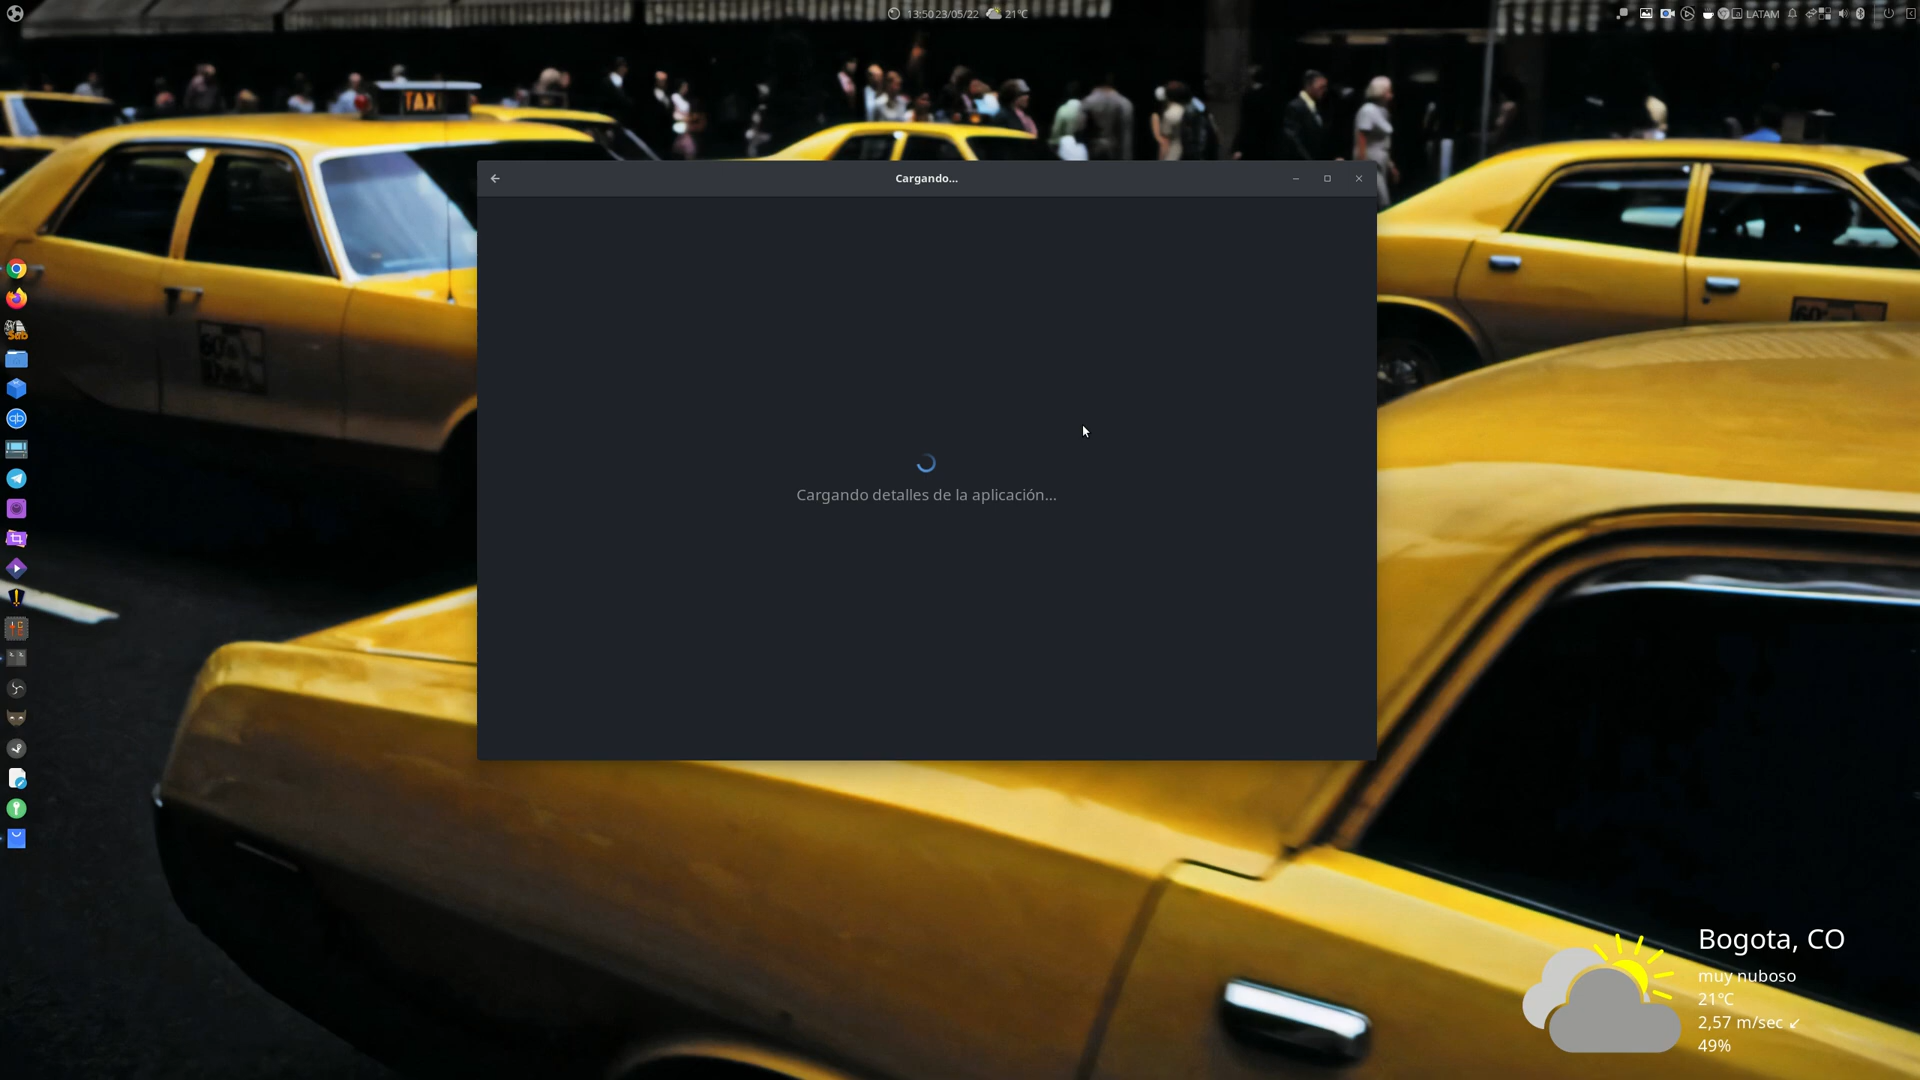 13:50 23/05/22 21°C
LATAM
TAXI
Cargando...
Cargando detalles de la aplicación...
Bogota, CO
muy nuboso
21°C
2,57 m/sec ↙
49%